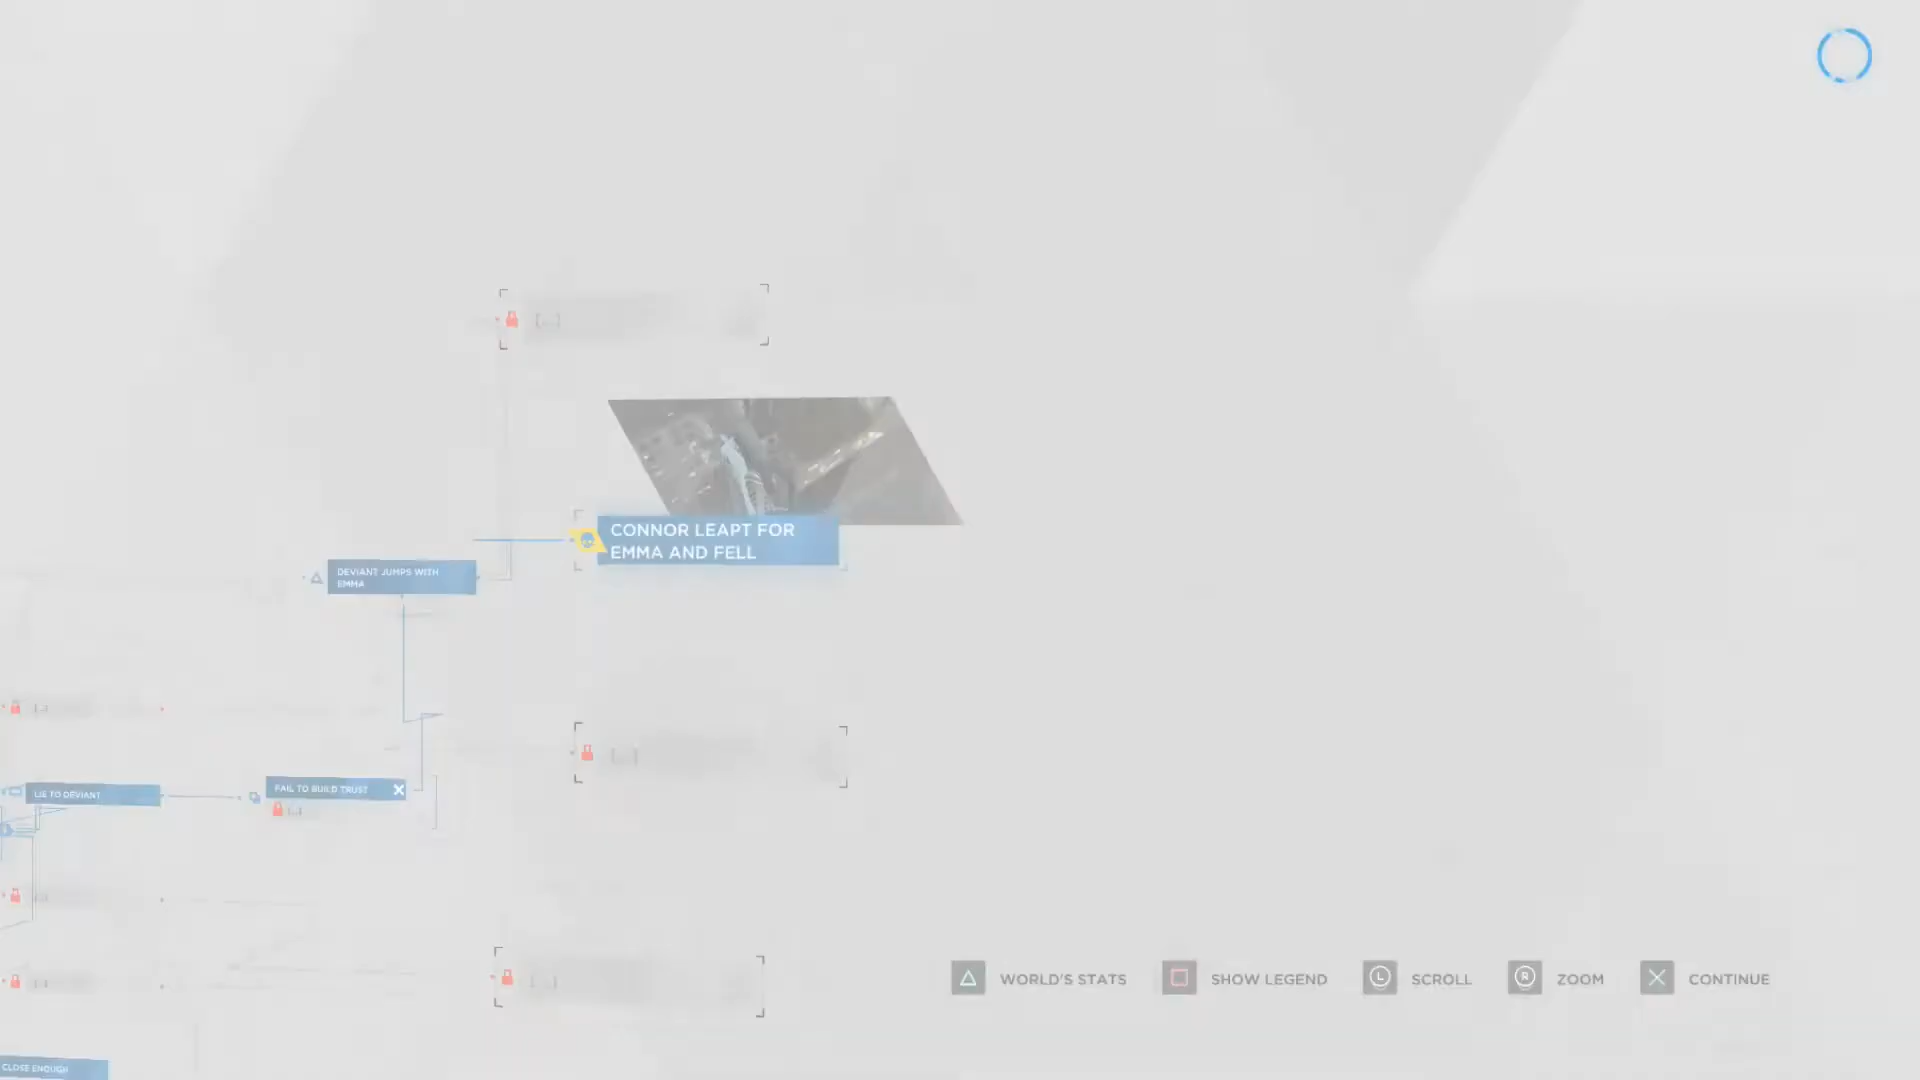 CONNOR LEAPT FOR
EMMA AND FELL
DEVIANT JUMPS WITH
EMMA
LIE TO DEVIANT
FAIL TO BUILD TRUST
WORLD'S STATS
SHOW LEGEND
L
SCROLL
R
ZOOM
CONTINUE
CLOSE ENOUGH